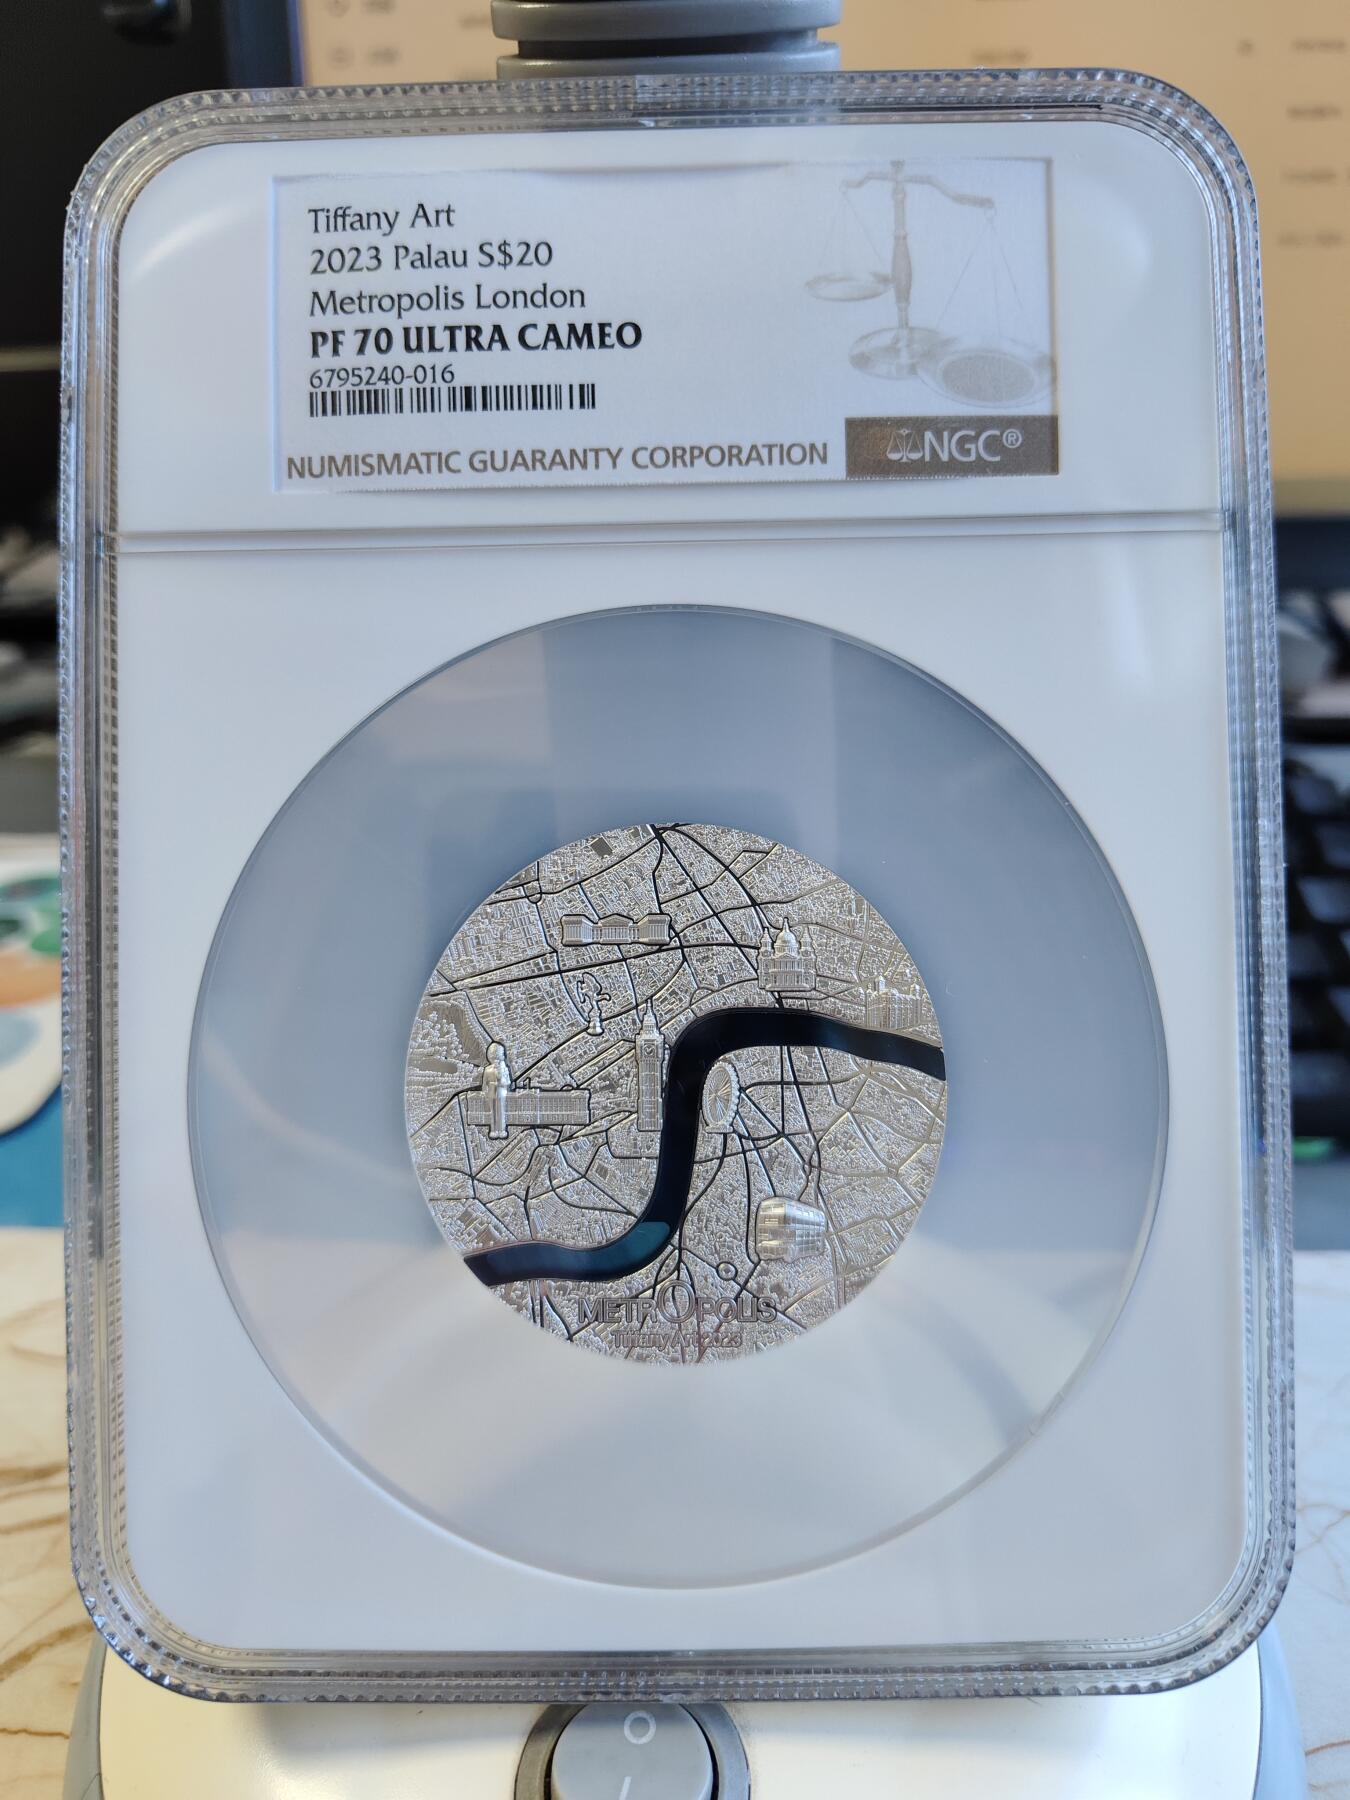 Tiffany Art
2023 Palau S$20
Metropolis London
PF 70 ULTRA CAMEO
6795240-016
NUMISMATIC GUARANTY CORPORATION
NGC®
METROPOLIS
Tiffany Art 2023